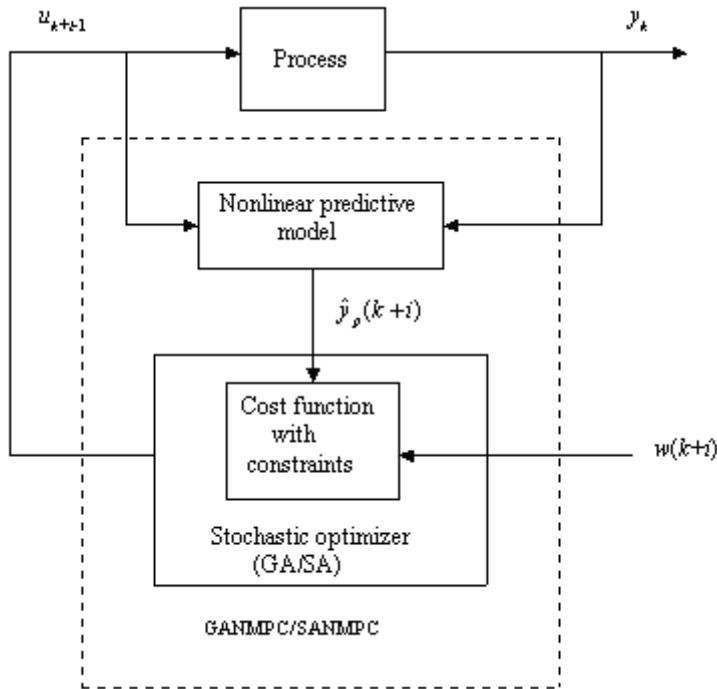 u_{k+i-1}
y_k
Process
Nonlinear predictive
model
ŷ_p(k+i)
Cost function
with
constraints
w(k+i)
Stochastic optimizer
(GA/SA)
GANMPC/SANMPC